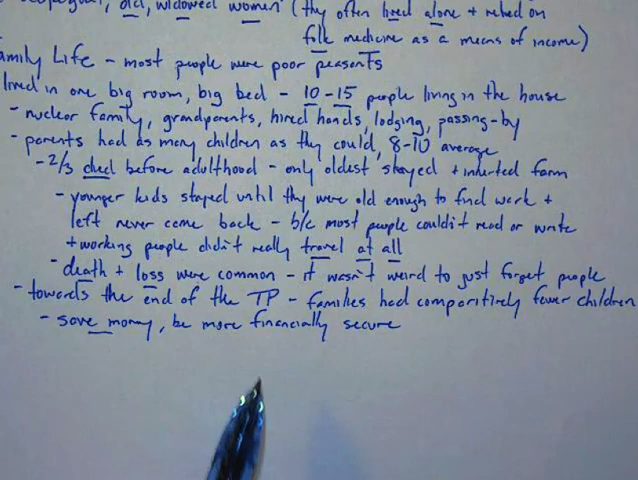 old, widowed women (they often lived alone + relied on
folk medicine as a means of income)
amily Life - most people were poor peasants
lived in one big room, big bed - 10-15 people living in the house
- nuclear family, grandparents, hired hands, lodging, passing-by
- parents had as many children as they could, 8-10 average
- 2/3 died before adulthood - only oldest stayed + inherited farm
- younger kids stayed until they were old enough to find work +
left never came back - b/c most people couldn't read or write
+ working people didn't really travel at all
- death + loss were common - it wasn't weird to just forget people
- towards the end of the TP - families had comparitively fewer children
- save money, be more financially secure